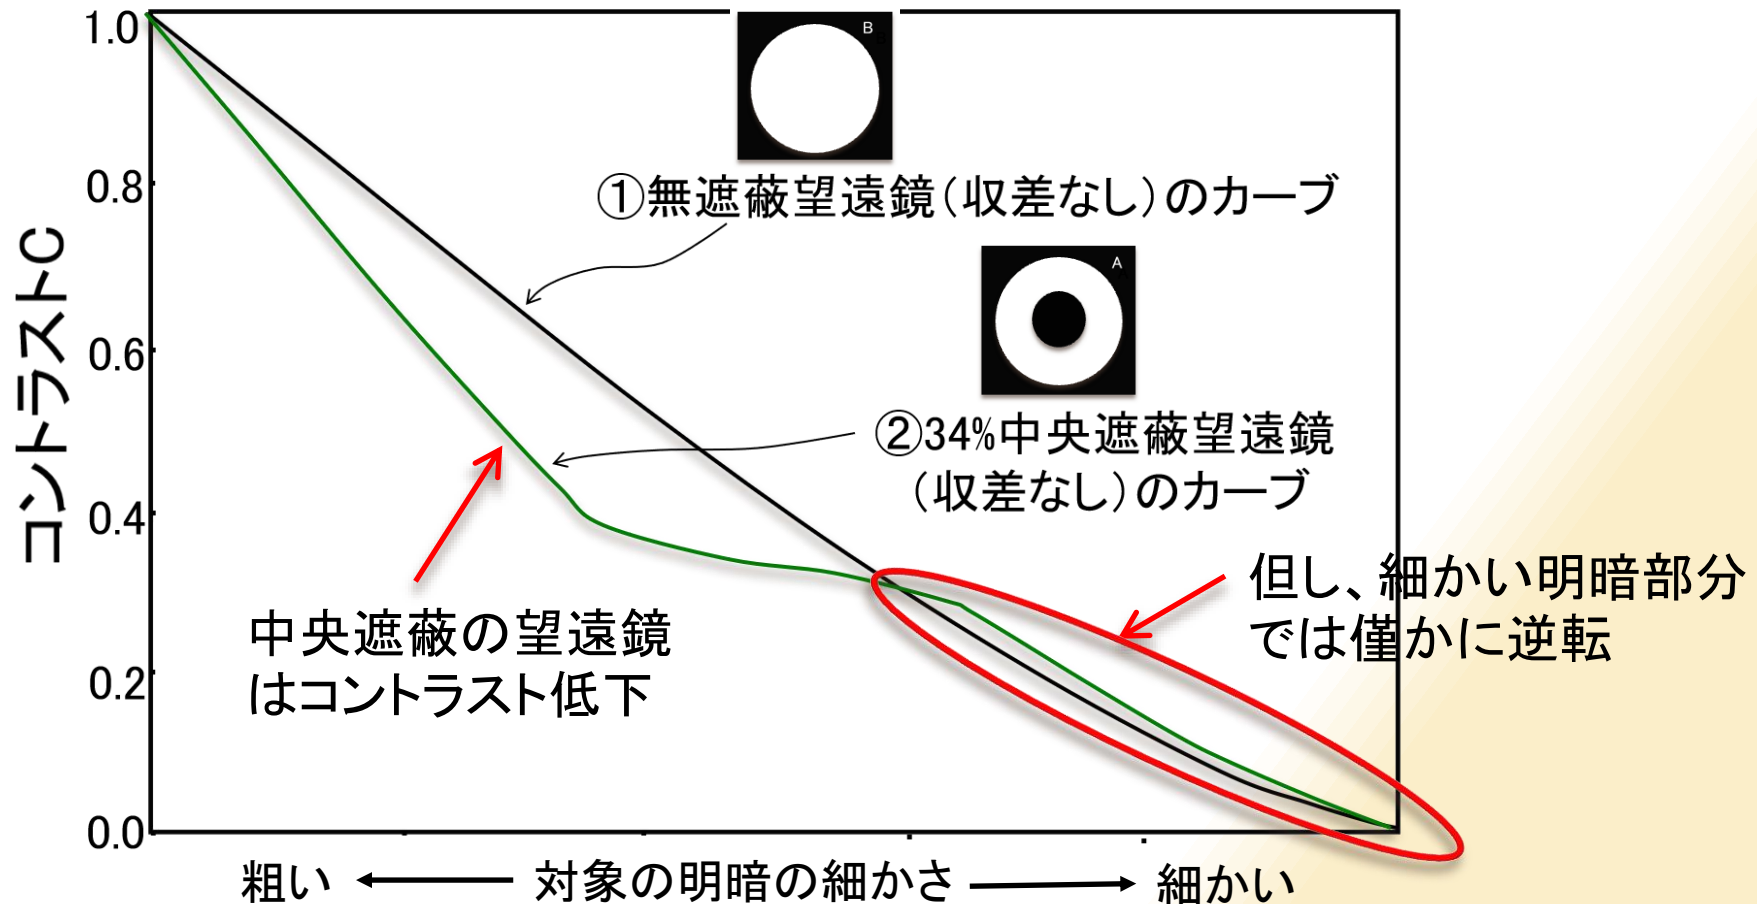 1.0
0.8
0.6
0.4
0.2
0.0
コントラストC
B
①無遮蔽望遠鏡（収差なし）のカーブ
A
②34%中央遮蔽望遠鏡
（収差なし）のカーブ
中央遮蔽の望遠鏡
はコントラスト低下
但し、細かい明暗部分
では僅かに逆転
粗い 対象の明暗の細かさ 細かい